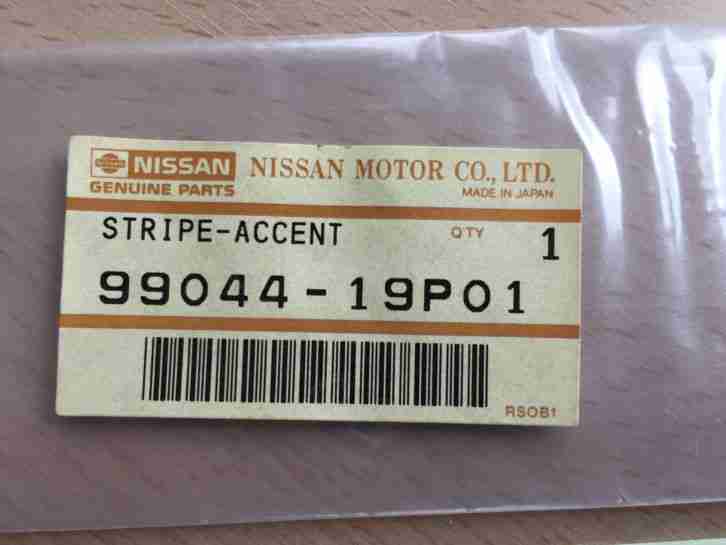 NISSAN
GENUINE PARTS
NISSAN MOTOR CO., LTD.
MADE IN JAPAN
STRIPE-ACCENT
QTY 1
99044-19P01
RSOB1